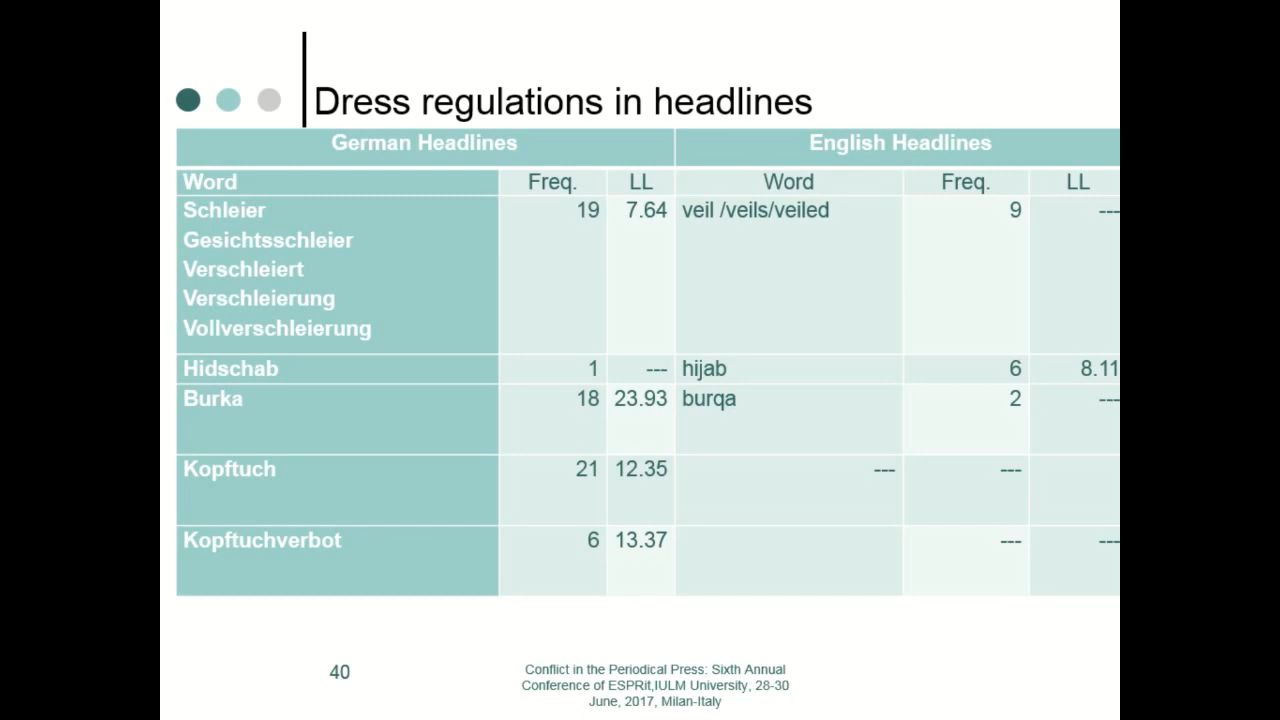 Dress regulations in headlines
German Headlines English Headlines
Word Freq. LL Word Freq. LL
Schleier 19 7.64 veil /veils/veiled 9 ---
Gesichtsschleier
Verschleiert
Verschleierung
Vollverschleierung
Hidschab 1 --- hijab 6 8.11
Burka 18 23.93 burqa 2 ---
Kopftuch 21 12.35 --- ---
Kopftuchverbot 6 13.37 --- ---
40
Conflict in the Periodical Press: Sixth Annual
Conference of ESPRit,IULM University, 28-30
June, 2017, Milan-Italy